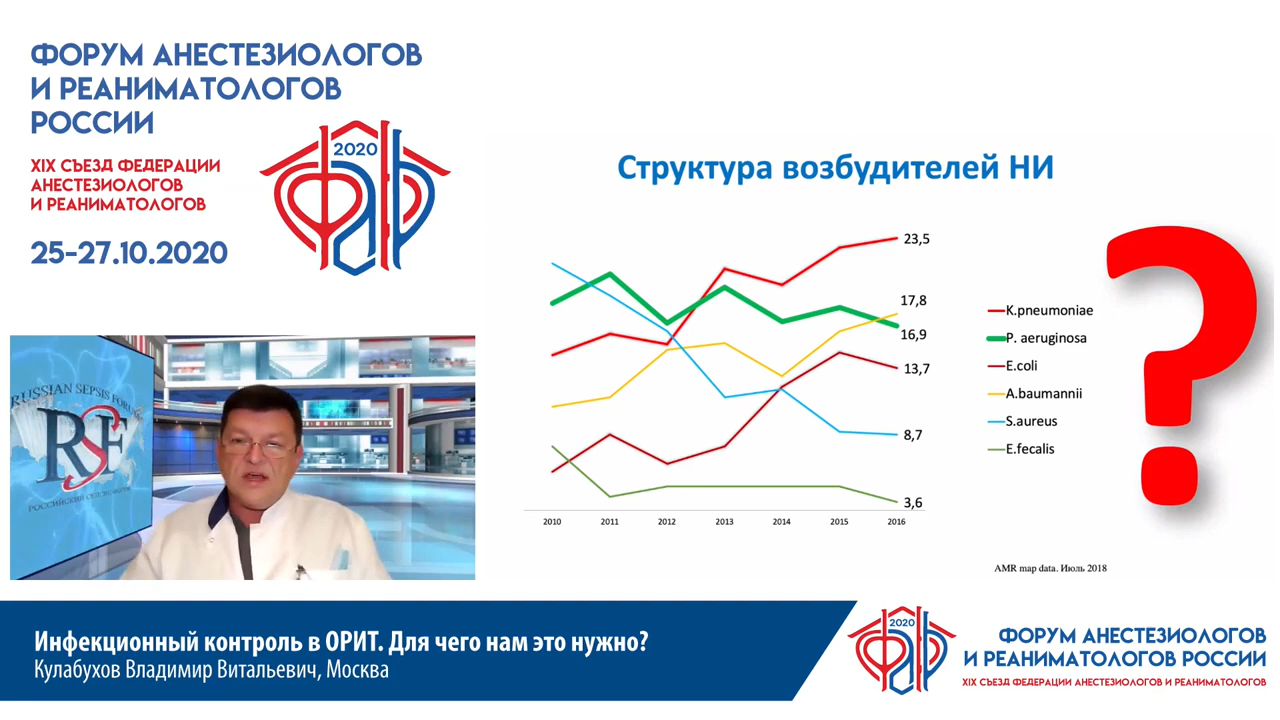 ФОРУМ АНЕСТЕЗИОЛОГОВ
И РЕАНИМАТОЛОГОВ
РОССИИ
XIX СЪЕЗД ФЕДЕРАЦИИ
АНЕСТЕЗИОЛОГОВ
И РЕАНИМАТОЛОГОВ
25-27.10.2020
2020
ФАР
Структура возбудителей НИ
23,5
17,8
16,9
13,7
8,7
3,6
2010 2011 2012 2013 2014 2015 2016
K.pneumoniae
P. aeruginosa
E.coli
A.baumannii
S.aureus
E.fecalis
?
AMR map data. Июль 2018
RUSSIAN SEPSIS FORUM
RSF
Инфекционный контроль в ОРИТ. Для чего нам это нужно?
Кулабухов Владимир Витальевич, Москва
2020
ФАР
ФОРУМ АНЕСТЕЗИОЛОГОВ
И РЕАНИМАТОЛОГОВ РОССИИ
XIX СЪЕЗД ФЕДЕРАЦИИ АНЕСТЕЗИОЛОГОВ И РЕАНИМАТОЛОГОВ